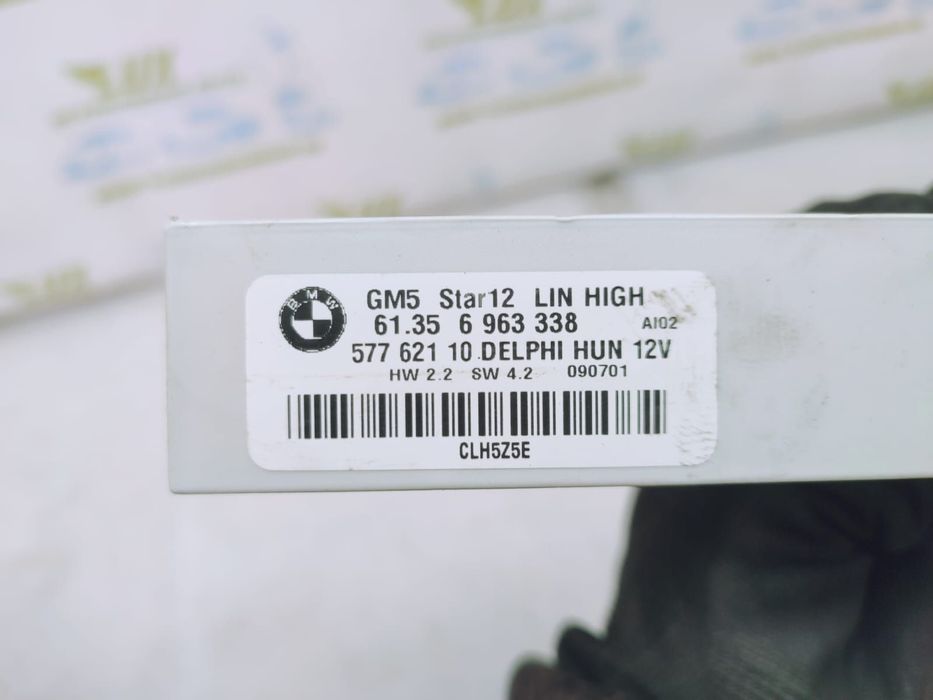 BMW
GM5 Star12 LIN HIGH
61.35 6 963 338 AI02
577 621 10 DELPHI HUN 12V
HW 2.2 SW 4.2 090701
CLH5Z5E